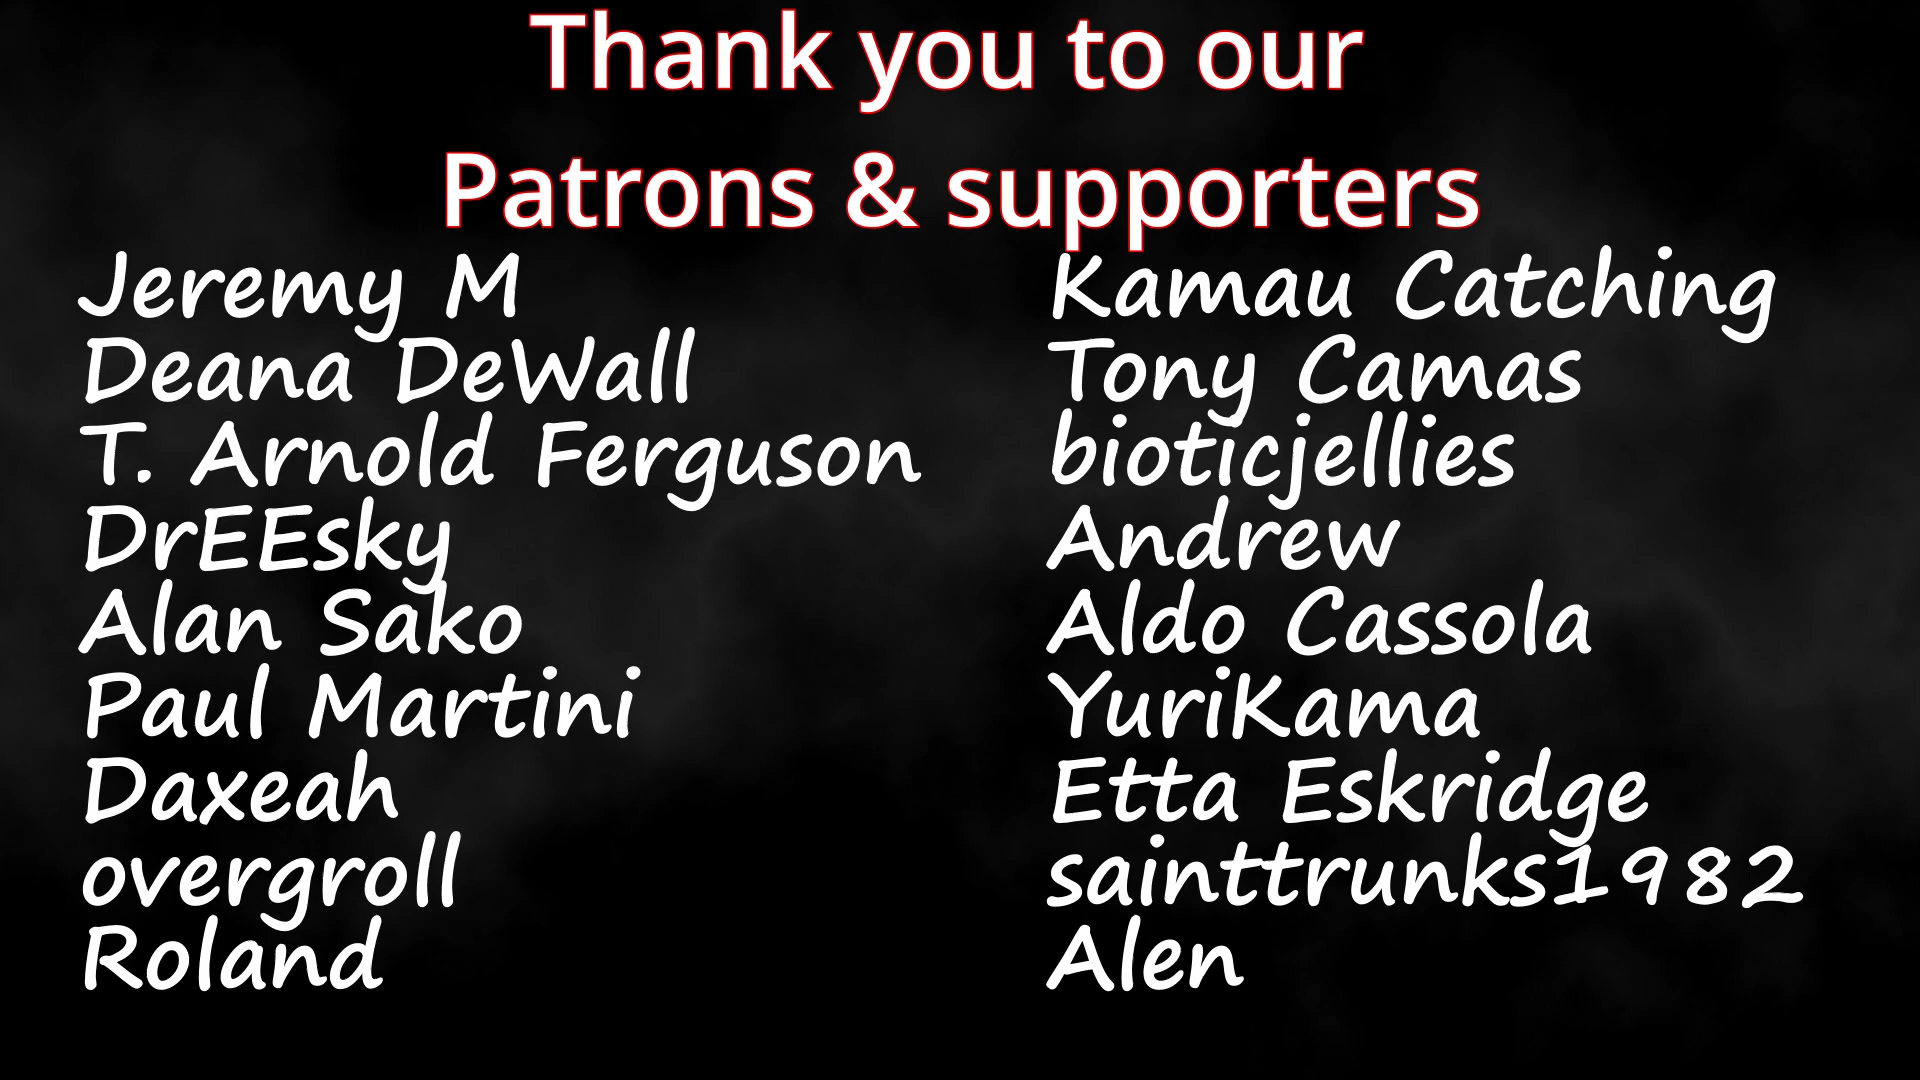 Thank you to our
Patrons & supporters
Jeremy M
Deana DeWall
T. Arnold Ferguson
DrEEsky
Alan Sako
Paul Martini
Daxeah
overgroll
Roland
Kamau Catching
Tony Camas
bioticjellies
Andrew
Aldo Cassola
YuriKama
Etta Eskridge
sainttrunks1982
Alen